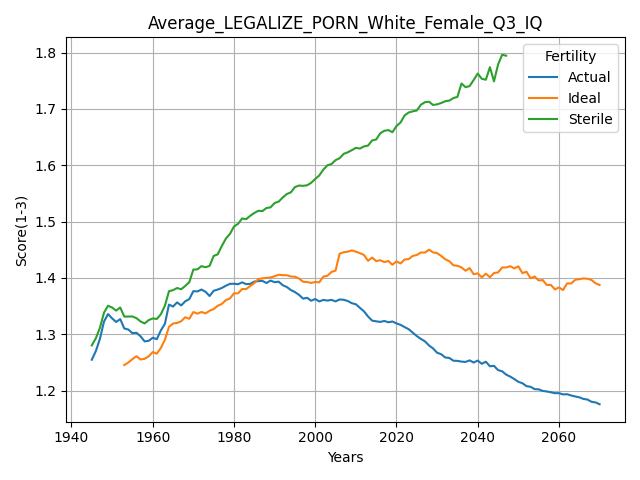 Average_LEGALIZE_PORN_White_Female_Q3_IQ
Score(1-3)
1.8
1.7
1.6
1.5
1.4
1.3
1.2
Fertility
Actual
Ideal
Sterile
1940 1960 1980 2000 2020 2040 2060
Years